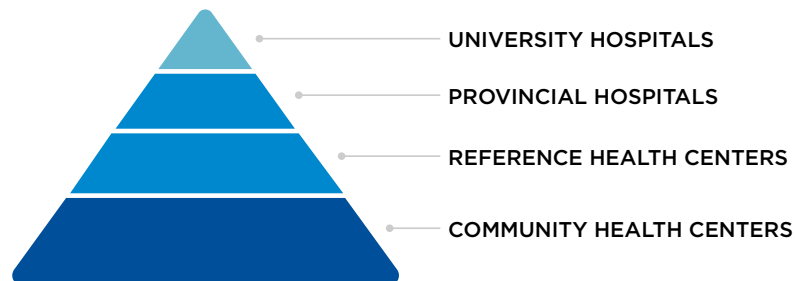 UNIVERSITY HOSPITALS
PROVINCIAL HOSPITALS
REFERENCE HEALTH CENTERS
COMMUNITY HEALTH CENTERS